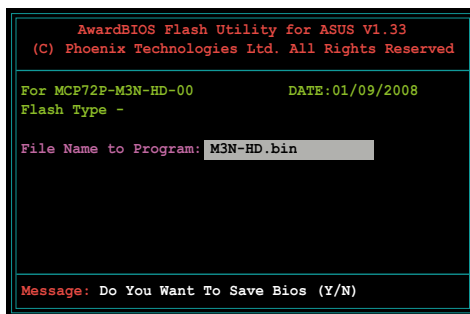 AwardBIOS Flash Utility for ASUS V1.33
(C) Phoenix Technologies Ltd. All Rights Reserved
For MCP72P-M3N-HD-00 DATE:01/09/2008
Flash Type -
File Name to Program: M3N-HD.bin
Message: Do You Want To Save Bios (Y/N)